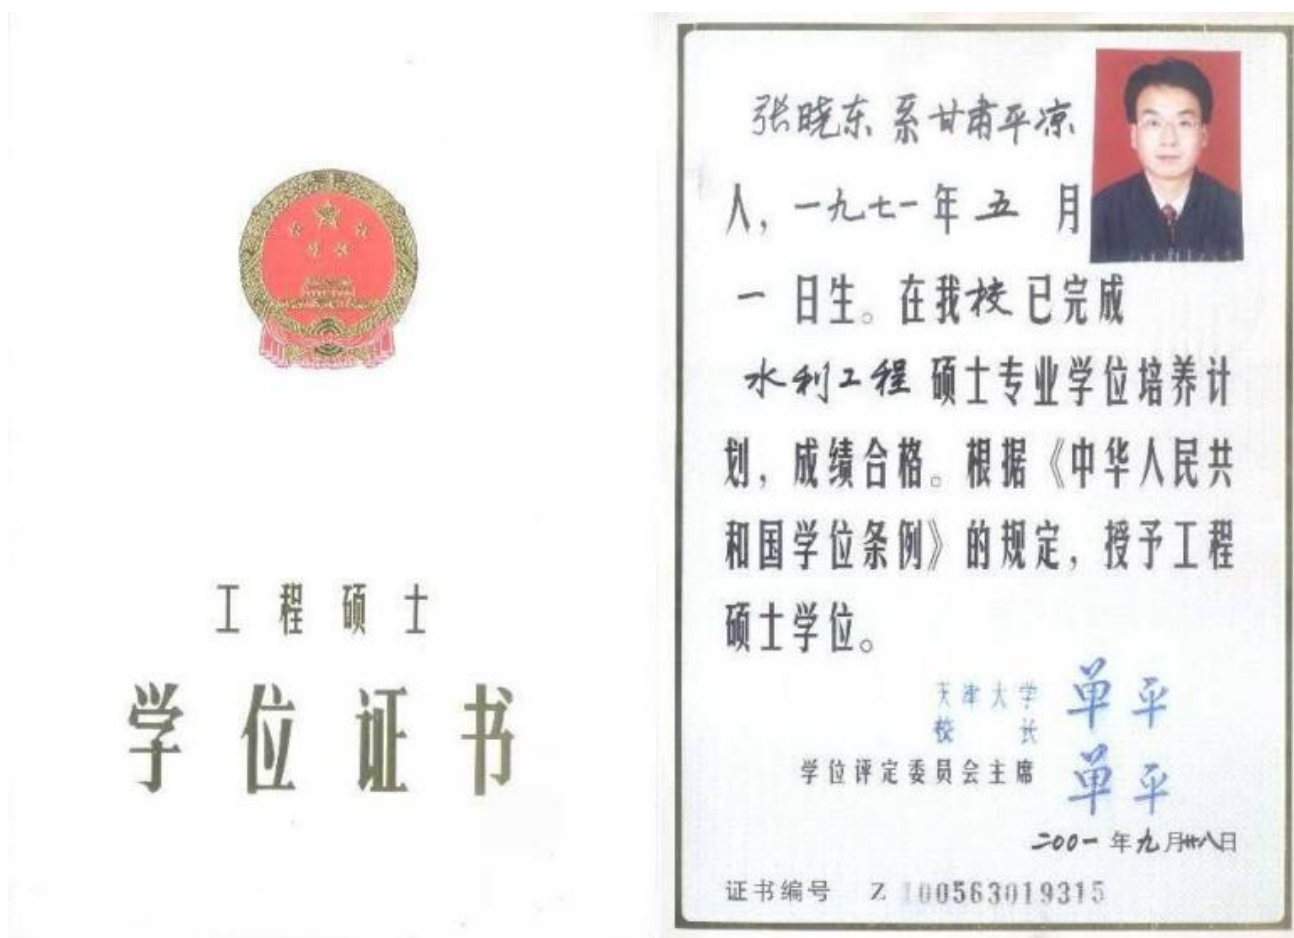 工程硕士
学位证书
张晓东系甘肃平凉
人，一九七一年五月
一日生。在我校已完成
水利工程硕士专业学位培养计
划，成绩合格。根据《中华人民共
和国学位条例》的规定，授予工程
硕士学位。
天津大学
校长
单平
学位评定委员会主席
单平
二00一年九月廿八日
证书编号 Z100563019315